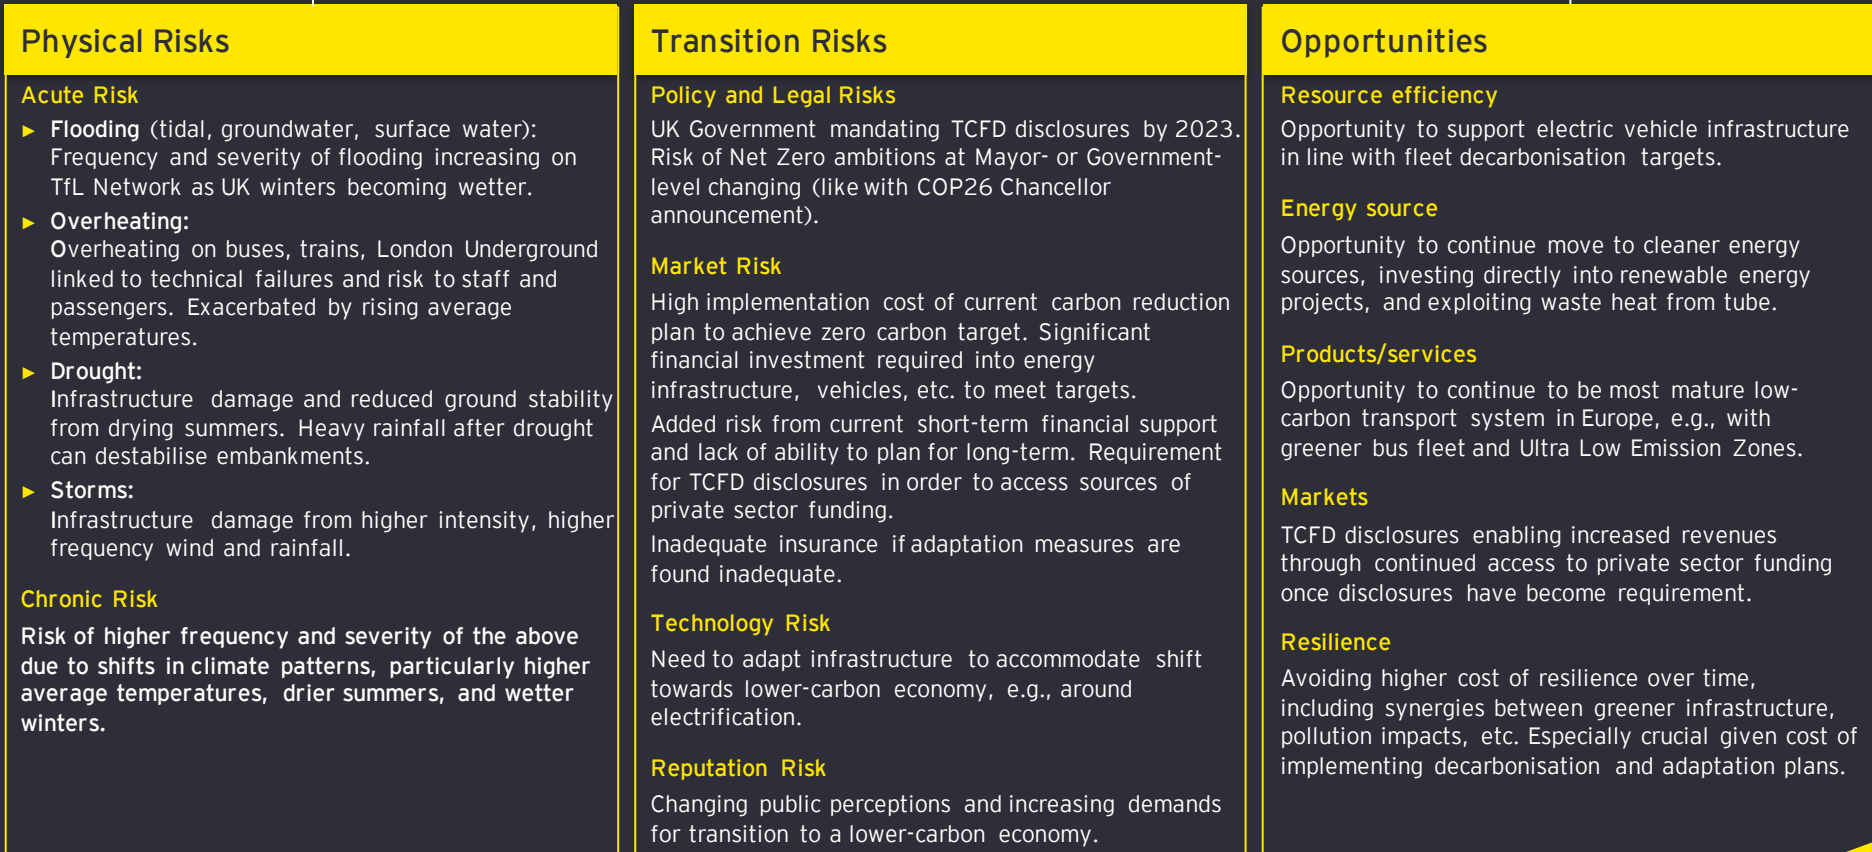 Physical Risks
Acute Risk
► Flooding (tidal, groundwater, surface water):
Frequency and severity of flooding increasing on
TfL Network as UK winters becoming wetter.
► Overheating:
Overheating on buses, trains, London Underground
linked to technical failures and risk to staff and
passengers. Exacerbated by rising average
temperatures.
► Drought:
Infrastructure damage and reduced ground stability
from drying summers. Heavy rainfall after drought
can destabilise embankments.
► Storms:
Infrastructure damage from higher intensity, higher
frequency wind and rainfall.
Chronic Risk
Risk of higher frequency and severity of the above
due to shifts in climate patterns, particularly higher
average temperatures, drier summers, and wetter
winters.
Transition Risks
Policy and Legal Risks
UK Government mandating TCFD disclosures by 2023.
Risk of Net Zero ambitions at Mayor- or Government-
level changing (like with COP26 Chancellor
announcement).
Market Risk
High implementation cost of current carbon reduction
plan to achieve zero carbon target. Significant
financial investment required into energy
infrastructure, vehicles, etc. to meet targets.
Added risk from current short-term financial support
and lack of ability to plan for long-term. Requirement
for TCFD disclosures in order to access sources of
private sector funding.
Inadequate insurance if adaptation measures are
found inadequate.
Technology Risk
Need to adapt infrastructure to accommodate shift
towards lower-carbon economy, e.g., around
electrification.
Reputation Risk
Changing public perceptions and increasing demands
for transition to a lower-carbon economy.
Opportunities
Resource efficiency
Opportunity to support electric vehicle infrastructure
in line with fleet decarbonisation targets.
Energy source
Opportunity to continue move to cleaner energy
sources, investing directly into renewable energy
projects, and exploiting waste heat from tube.
Products/services
Opportunity to continue to be most mature low-
carbon transport system in Europe, e.g., with
greener bus fleet and Ultra Low Emission Zones.
Markets
TCFD disclosures enabling increased revenues
through continued access to private sector funding
once disclosures have become requirement.
Resilience
Avoiding higher cost of resilience over time,
including synergies between greener infrastructure,
pollution impacts, etc. Especially crucial given cost of
implementing decarbonisation and adaptation plans.